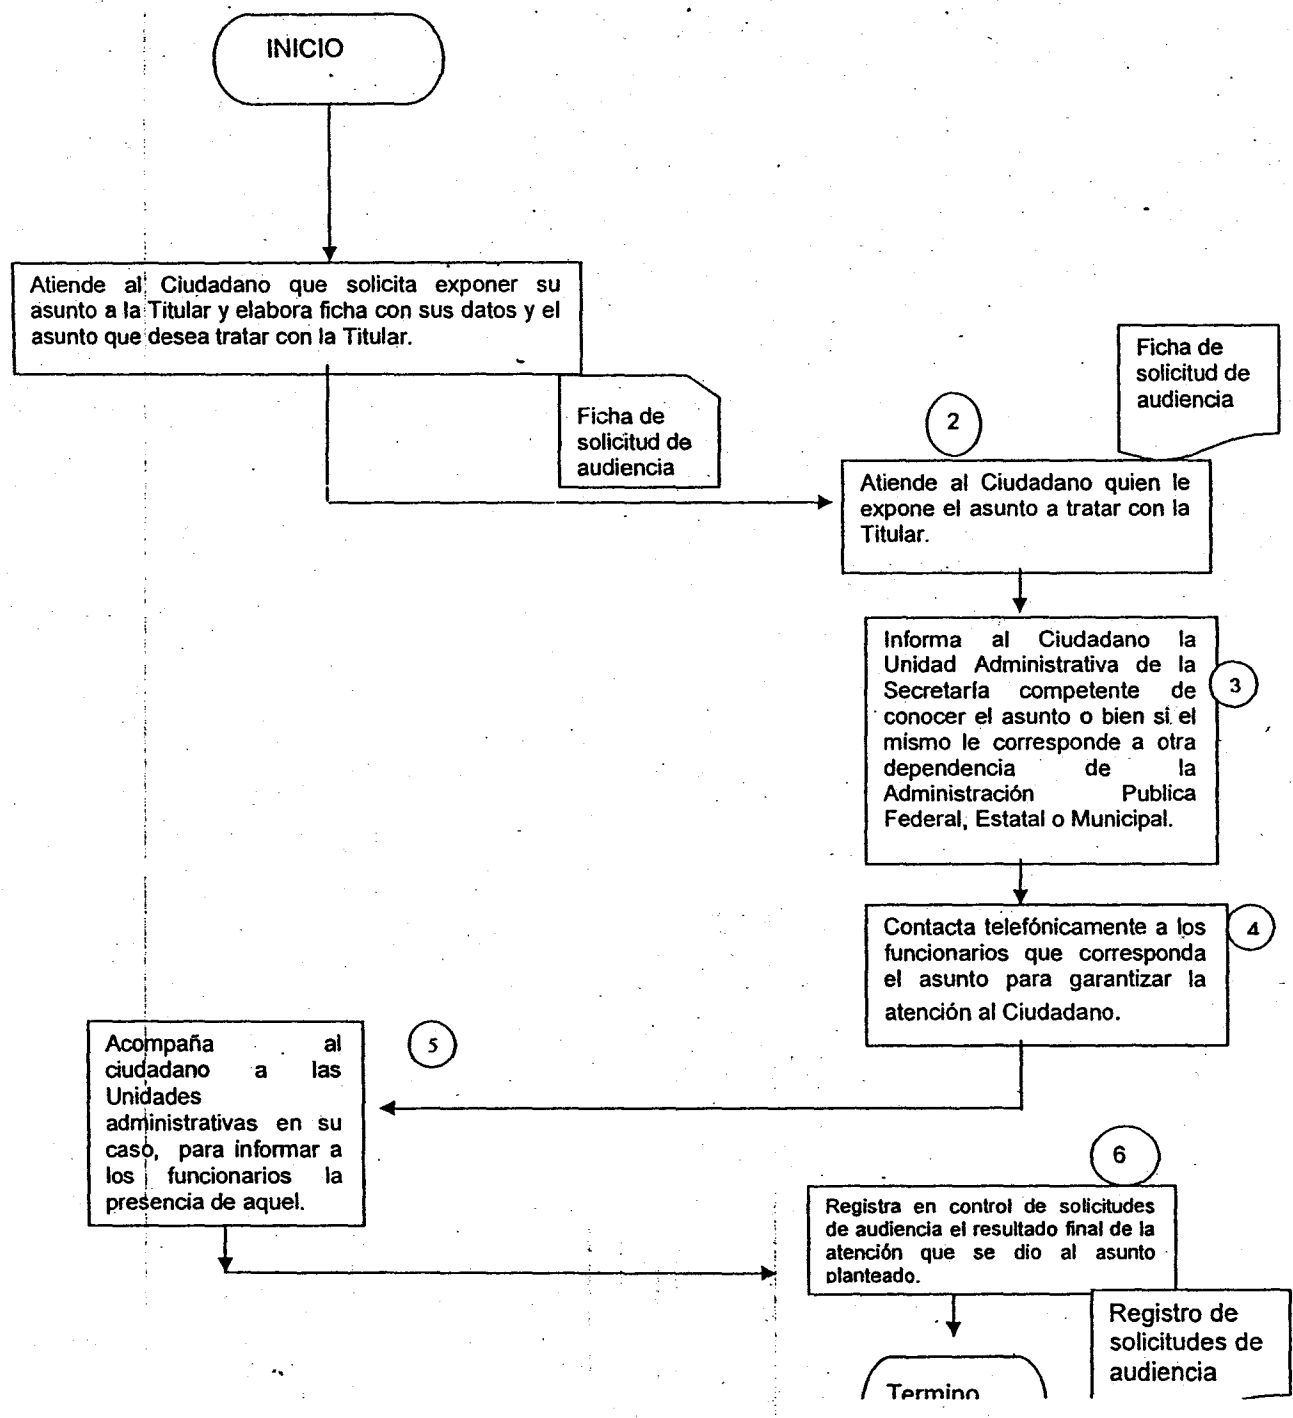 INICIO
Atiende al Ciudadano que solicita exponer su
asunto a la Titular y elabora ficha con sus datos y el
asunto que desea tratar con la Titular.
Ficha de
solicitud de
audiencia
Ficha de
solicitud de
audiencia
2
Atiende al Ciudadano quien le
expone el asunto a tratar con la
Titular.
Informa al Ciudadano la
Unidad Administrativa de la
Secretaría competente de
conocer el asunto o bien si el
mismo le corresponde a otra
dependencia de la
Administración Publica
Federal, Estatal o Municipal.
3
Contacta telefónicamente a los
funcionarios que corresponda
el asunto para garantizar la
atención al Ciudadano.
4
Acompaña al
ciudadano a las
Unidades
administrativas en su
caso, para informar a
los funcionarios la
presencia de aquel.
5
6
Registra en control de solicitudes
de audiencia el resultado final de la
atención que se dio al asunto
planteado.
Registro de
solicitudes de
audiencia
Termino